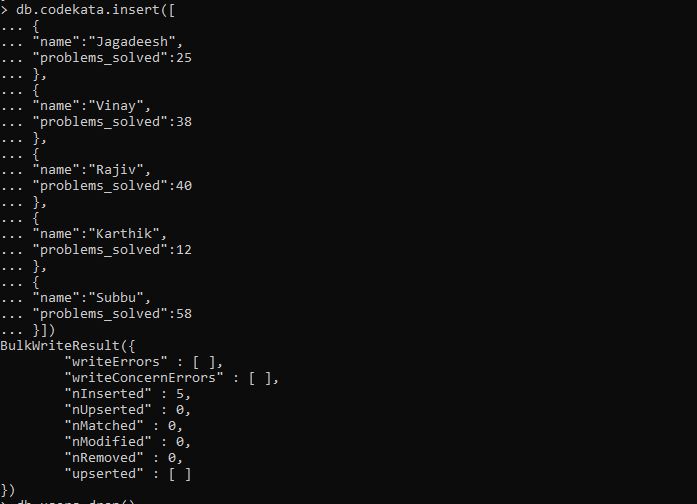 > db.codekata.insert([
... {
... "name":"Jagadeesh",
... "problems_solved":25
... },
... {
... "name":"Vinay",
... "problems_solved":38
... },
... {
... "name":"Rajiv",
... "problems_solved":40
... },
... {
... "name":"Karthik",
... "problems_solved":12
... },
... {
... "name":"Subbu",
... "problems_solved":58
... }])
BulkWriteResult({
        "writeErrors" : [ ],
        "writeConcernErrors" : [ ],
        "nInserted" : 5,
        "nUpserted" : 0,
        "nMatched" : 0,
        "nModified" : 0,
        "nRemoved" : 0,
        "upserted" : [ ]
})